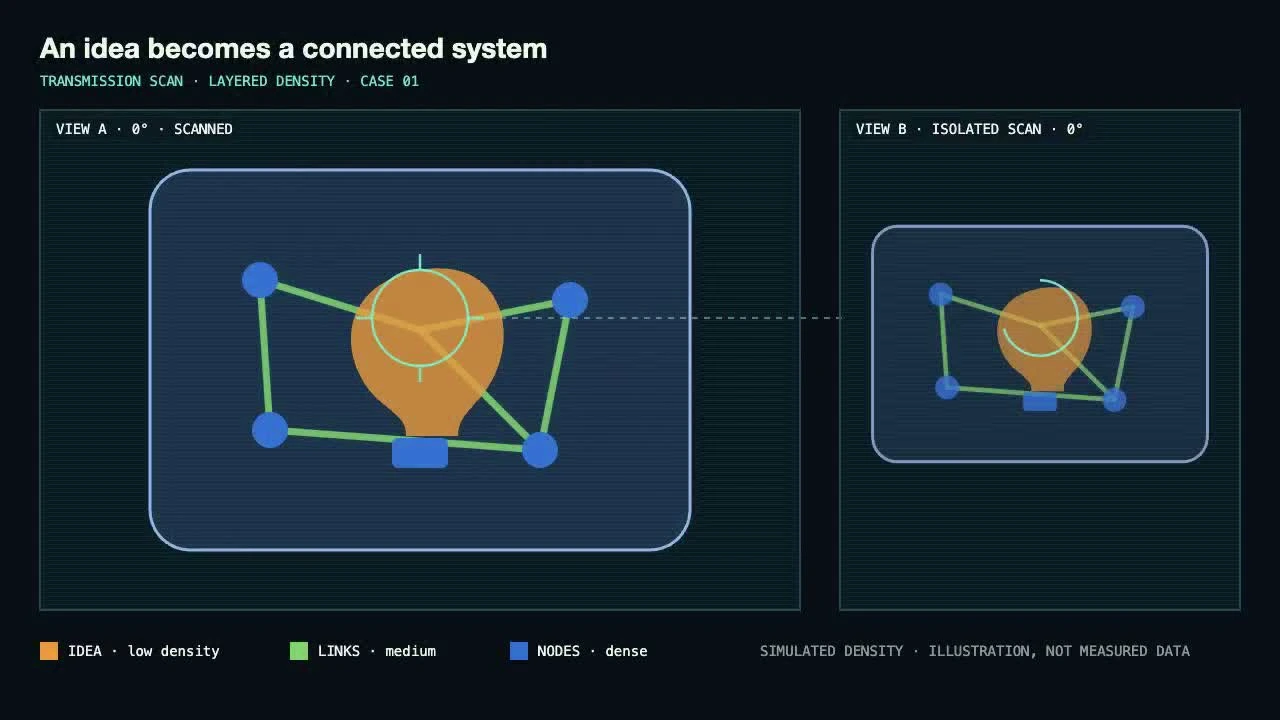 An idea becomes a connected system
TRANSMISSION SCAN · LAYERED DENSITY · CASE 01
VIEW A · 0° · SCANNED
VIEW B · ISOLATED SCAN · 0°
IDEA · low density
LINKS · medium
NODES · dense
SIMULATED DENSITY · ILLUSTRATION, NOT MEASURED DATA